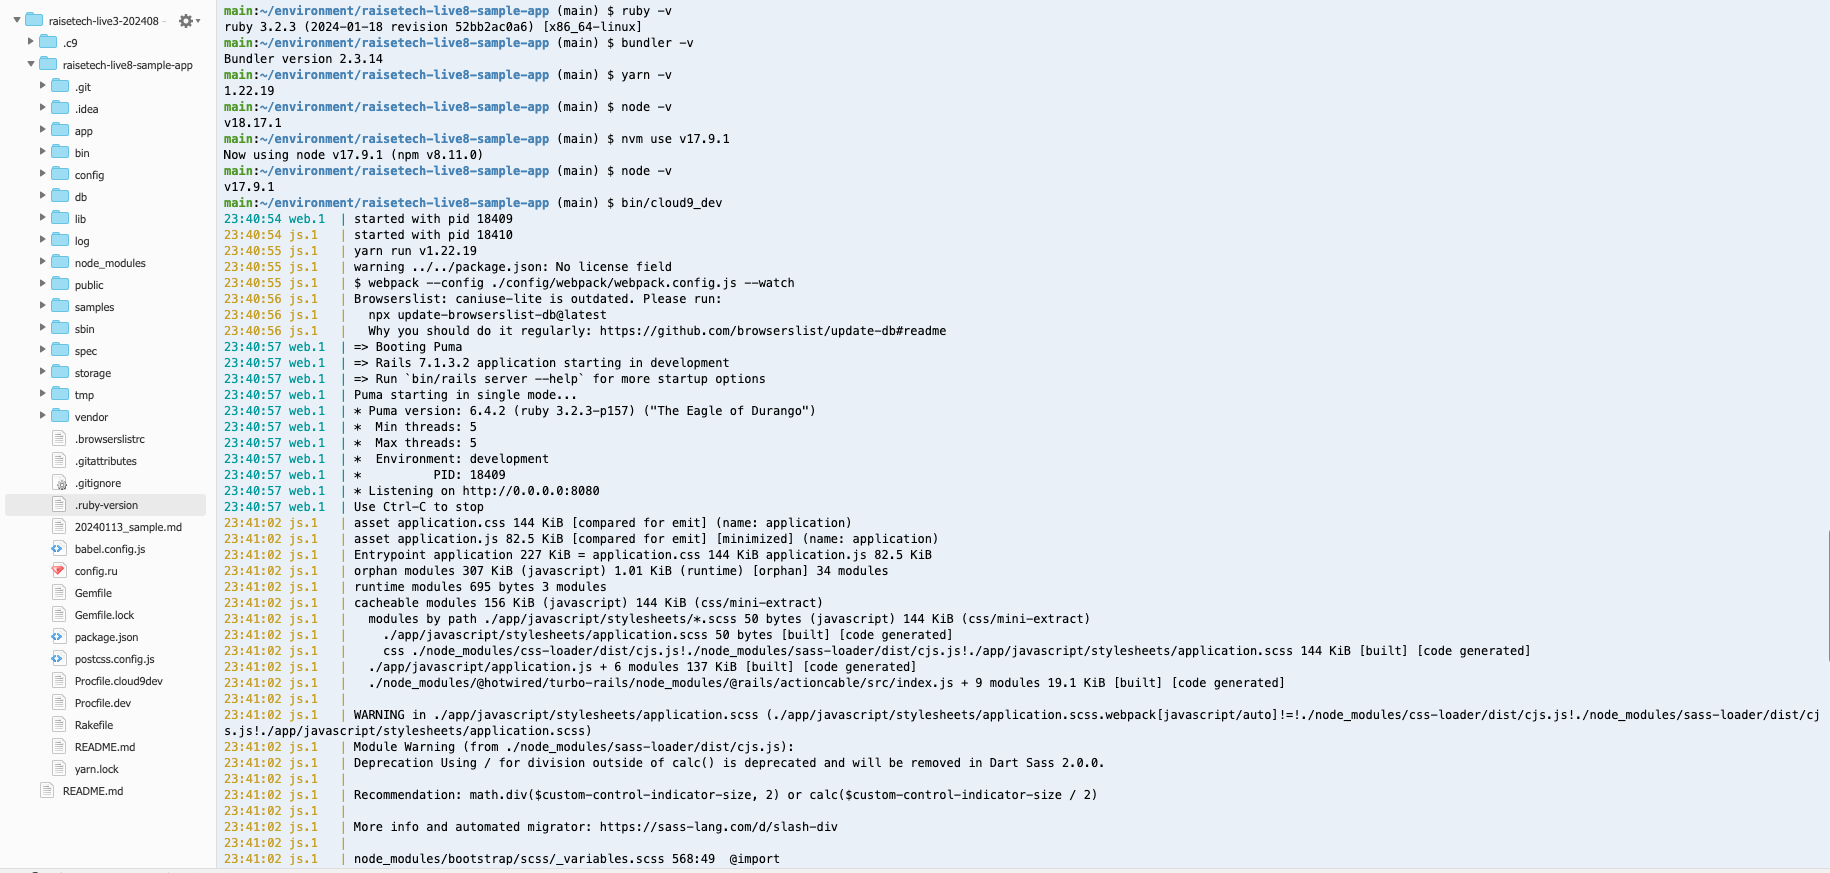 raisetech-live3-202408 -
.c9
raisetech-live8-sample-app
.git
.idea
app
bin
config
db
lib
log
node_modules
public
samples
sbin
spec
storage
tmp
vendor
.browserslistrc
.gitattributes
.gitignore
.ruby-version
20240113_sample.md
babel.config.js
config.ru
Gemfile
Gemfile.lock
package.json
postcss.config.js
Procfile.cloud9dev
Procfile.dev
Rakefile
README.md
yarn.lock
README.md
main:~/environment/raisetech-live8-sample-app (main) $ ruby -v
ruby 3.2.3 (2024-01-18 revision 52bb2ac0a6) [x86_64-linux]
main:~/environment/raisetech-live8-sample-app (main) $ bundler -v
Bundler version 2.3.14
main:~/environment/raisetech-live8-sample-app (main) $ yarn -v
1.22.19
main:~/environment/raisetech-live8-sample-app (main) $ node -v
v18.17.1
main:~/environment/raisetech-live8-sample-app (main) $ nvm use v17.9.1
Now using node v17.9.1 (npm v8.11.0)
main:~/environment/raisetech-live8-sample-app (main) $ node -v
v17.9.1
main:~/environment/raisetech-live8-sample-app (main) $ bin/cloud9_dev
23:40:54 web.1  | started with pid 18409
23:40:54 js.1   | started with pid 18410
23:40:55 js.1   | yarn run v1.22.19
23:40:55 js.1   | warning ../../package.json: No license field
23:40:55 js.1   | $ webpack --config ./config/webpack/webpack.config.js --watch
23:40:56 js.1   | Browserslist: caniuse-lite is outdated. Please run:
23:40:56 js.1   |   npx update-browserslist-db@latest
23:40:56 js.1   |   Why you should do it regularly: https://github.com/browserslist/update-db#readme
23:40:57 web.1  | => Booting Puma
23:40:57 web.1  | => Rails 7.1.3.2 application starting in development
23:40:57 web.1  | => Run `bin/rails server --help` for more startup options
23:40:57 web.1  | Puma starting in single mode...
23:40:57 web.1  | * Puma version: 6.4.2 (ruby 3.2.3-p157) ("The Eagle of Durango")
23:40:57 web.1  | *  Min threads: 5
23:40:57 web.1  | *  Max threads: 5
23:40:57 web.1  | *  Environment: development
23:40:57 web.1  | *          PID: 18409
23:40:57 web.1  | * Listening on http://0.0.0.0:8080
23:40:57 web.1  | Use Ctrl-C to stop
23:41:02 js.1   | asset application.css 144 KiB [compared for emit] (name: application)
23:41:02 js.1   | asset application.js 82.5 KiB [compared for emit] [minimized] (name: application)
23:41:02 js.1   | Entrypoint application 227 KiB = application.css 144 KiB application.js 82.5 KiB
23:41:02 js.1   | orphan modules 307 KiB (javascript) 1.01 KiB (runtime) [orphan] 34 modules
23:41:02 js.1   | runtime modules 695 bytes 3 modules
23:41:02 js.1   | cacheable modules 156 KiB (javascript) 144 KiB (css/mini-extract)
23:41:02 js.1   |   modules by path ./app/javascript/stylesheets/*.scss 50 bytes (javascript) 144 KiB (css/mini-extract)
23:41:02 js.1   |     ./app/javascript/stylesheets/application.scss 50 bytes [built] [code generated]
23:41:02 js.1   |     css ./node_modules/css-loader/dist/cjs.js!./node_modules/sass-loader/dist/cjs.js!./app/javascript/stylesheets/application.scss 144 KiB [built] [code generated]
23:41:02 js.1   |   ./app/javascript/application.js + 6 modules 137 KiB [built] [code generated]
23:41:02 js.1   |   ./node_modules/@hotwired/turbo-rails/node_modules/@rails/actioncable/src/index.js + 9 modules 19.1 KiB [built] [code generated]
23:41:02 js.1   |
23:41:02 js.1   | WARNING in ./app/javascript/stylesheets/application.scss (./app/javascript/stylesheets/application.scss.webpack[javascript/auto]!=!./node_modules/css-loader/dist/cjs.js!./node_modules/sass-loader/dist/cj
s.js!./app/javascript/stylesheets/application.scss)
23:41:02 js.1   | Module Warning (from ./node_modules/sass-loader/dist/cjs.js):
23:41:02 js.1   | Deprecation Using / for division outside of calc() is deprecated and will be removed in Dart Sass 2.0.0.
23:41:02 js.1   |
23:41:02 js.1   | Recommendation: math.div($custom-control-indicator-size, 2) or calc($custom-control-indicator-size / 2)
23:41:02 js.1   |
23:41:02 js.1   | More info and automated migrator: https://sass-lang.com/d/slash-div
23:41:02 js.1   |
23:41:02 js.1   | node_modules/bootstrap/scss/_variables.scss 568:49  @import